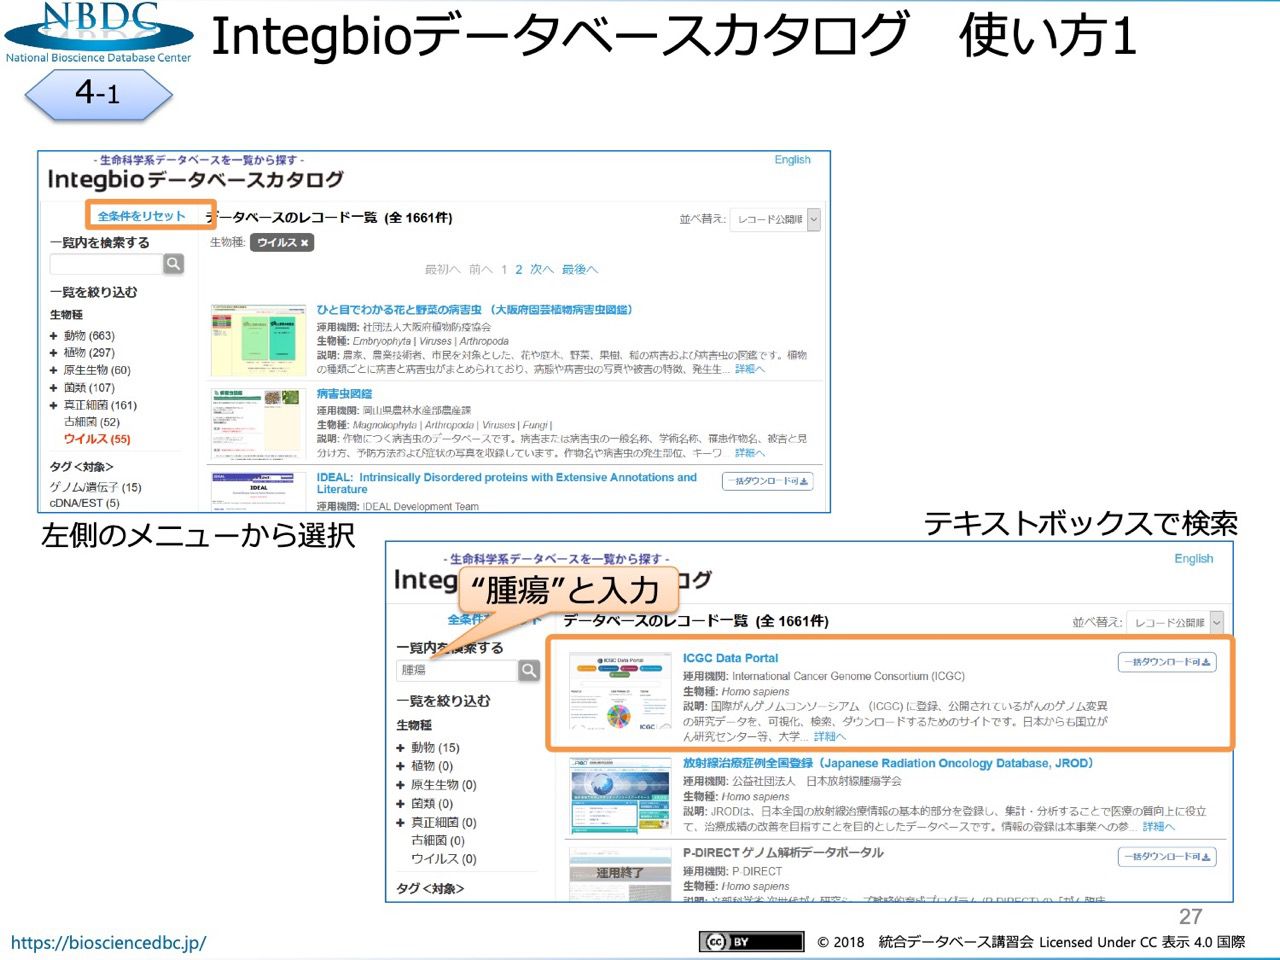 NBDC
National Bioscience Database Center
Integbioデータベースカタログ　使い方1
4-1
- 生命科学系データベースを一覧から探す -
English
Integbioデータベースカタログ
全条件をリセット
データベースのレコード一覧 (全 1661件)
並べ替え: レコード公開順
一覧内を検索する
生物種: ウイルス ×
最初へ 前へ 1 2 次へ 最後へ
一覧を絞り込む
生物種
+ 動物 (663)
+ 植物 (297)
+ 原生生物 (60)
+ 菌類 (107)
+ 真正細菌 (161)
古細菌 (52)
ウイルス (55)
タグ<対象>
ゲノム/遺伝子 (15)
cDNA/EST (5)
ひと目でわかる花と野菜の病害虫 （大阪府園芸植物病害虫図鑑）
運用機関: 社団法人大阪府植物防疫協会
生物種: Embryophyta | Viruses | Arthropoda
説明: 農家、農業技術者、市民を対象とした、花や庭木、野菜、果樹、稲の病害および病害虫の図鑑です。植物
の種類ごとに病害と病害虫がまとめられており、病態や病害虫の写真や被害の特徴、発生生... 詳細へ
病害虫図鑑
運用機関: 岡山県農林水産部農産課
生物種: Magnoliophyta | Arthropoda | Viruses | Fungi |
説明: 作物につく病害虫のデータベースです。病害または病害虫の一般名称、学術名称、罹患作物名、被害と見
分け方、予防方法および症状の写真を収録しています。作物名や病害虫の発生部位、キーワ... 詳細へ
IDEAL
IDEAL: Intrinsically Disordered proteins with Extensive Annotations and
Literature
一括ダウンロード可
運用機関: IDEAL Development Team
左側のメニューから選択
テキストボックスで検索
- 生命科学系データベースを一覧から探す -
English
Integ
ログ
“腫瘍”と入力
全条件
ト
データベースのレコード一覧 (全 1661件)
並べ替え: レコード公開順
一覧内を検索する
腫瘍
一覧を絞り込む
生物種
+ 動物 (15)
+ 植物 (0)
+ 原生生物 (0)
+ 菌類 (0)
+ 真正細菌 (0)
古細菌 (0)
ウイルス (0)
タグ<対象>
ICGC Data Portal
ICGC Data Portal
一括ダウンロード可
運用機関: International Cancer Genome Consortium (ICGC)
生物種: Homo sapiens
説明: 国際がんゲノムコンソーシアム （ICGC) に登録、公開されているがんのゲノム変異
の研究データを、可視化、検索、ダウンロードするためのサイトです。日本からも国立が
ん研究センター等、大学... 詳細へ
放射線治療症例全国登録（Japanese Radiation Oncology Database, JROD）
運用機関: 公益社団法人　日本放射線腫瘍学会
生物種: Homo sapiens
説明: JRODは、日本全国の放射線治療情報の基本的部分を登録し、集計・分析することで医療の質向上に役立
て、治療成績の改善を目指すことを目的としたデータベースです。情報の登録は本事業への参... 詳細へ
運用終了
P-DIRECT ゲノム解析データポータル
一括ダウンロード可
運用機関: P-DIRECT
生物種: Homo sapiens
27
https://biosciencedbc.jp/
cc BY
© 2018　統合データベース講習会 Licensed Under CC 表示 4.0 国際